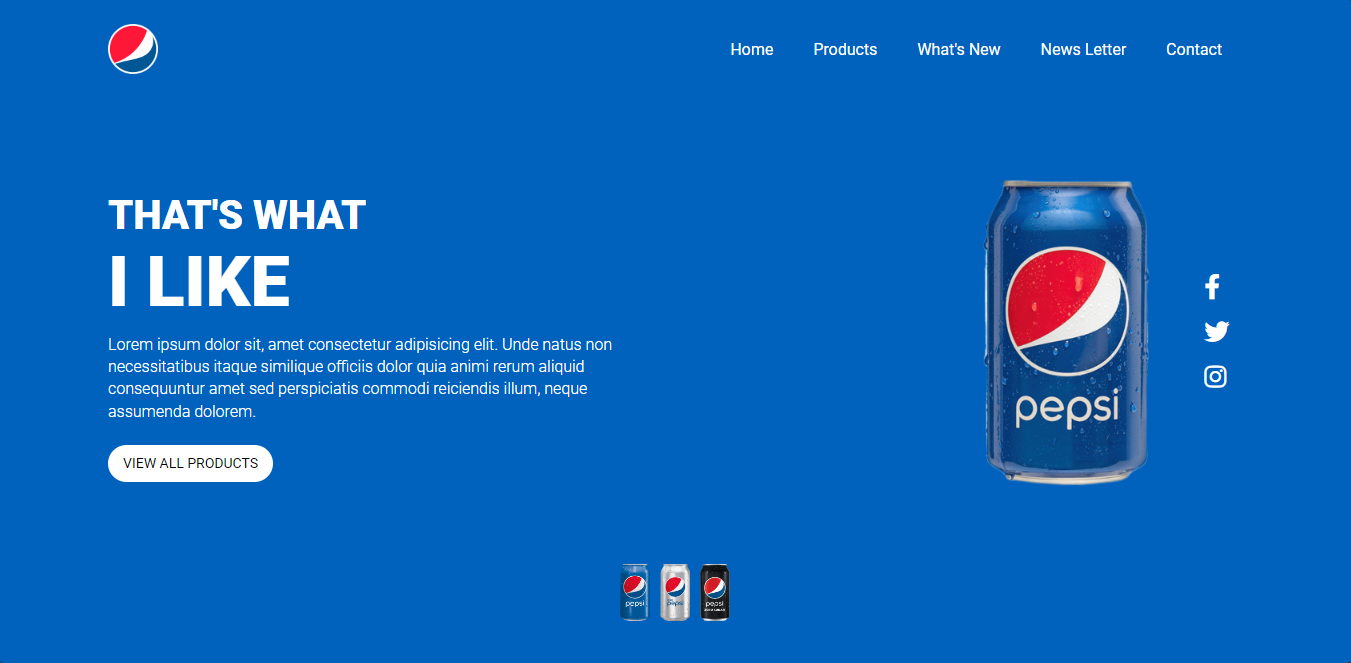 Home Products What's New News Letter Contact
THAT'S WHAT
I LIKE
Lorem ipsum dolor sit, amet consectetur adipisicing elit. Unde natus non
necessitatibus itaque similique officiis dolor quia animi rerum aliquid
consequuntur amet sed perspiciatis commodi reiciendis illum, neque
assumenda dolorem.
VIEW ALL PRODUCTS
pepsi
pepsi
pepsi
pepsi